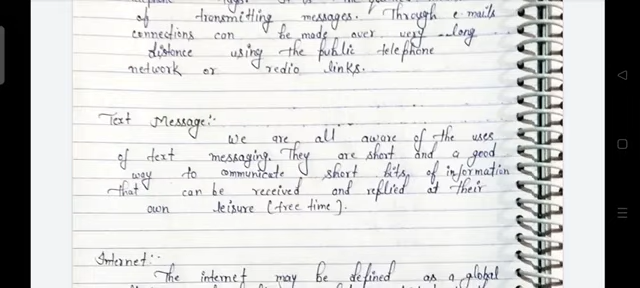 of transmitting messages. Through e-mails
connections can be made over very long
distance using the public telephone
network or redio links.
Text Message:-
We are all aware of the uses
of text messaging. They are short and a good
way to communicate short bits of information
that can be received and replied at their
own leisure (free time).
Internet:-
The internet may be defined as a global